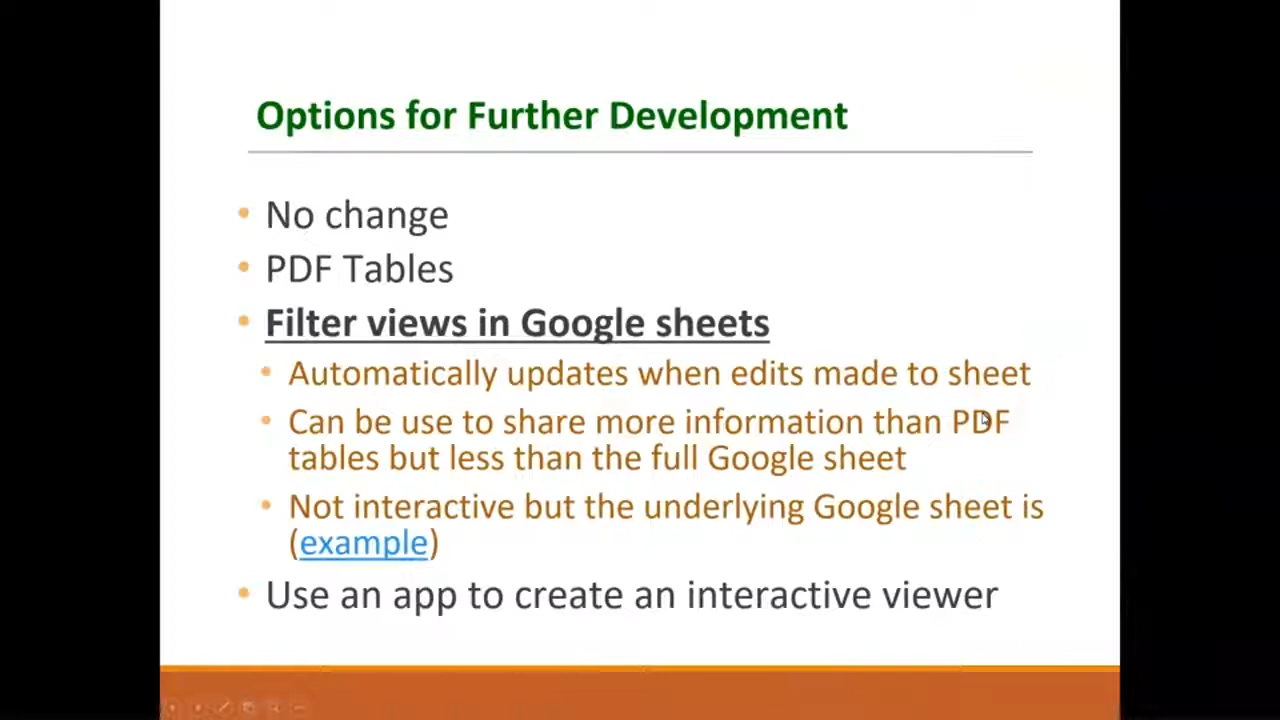 Options for Further Development
• No change
• PDF Tables
• Filter views in Google sheets
• Automatically updates when edits made to sheet
• Can be use to share more information than PDF
tables but less than the full Google sheet
• Not interactive but the underlying Google sheet is
(example)
• Use an app to create an interactive viewer